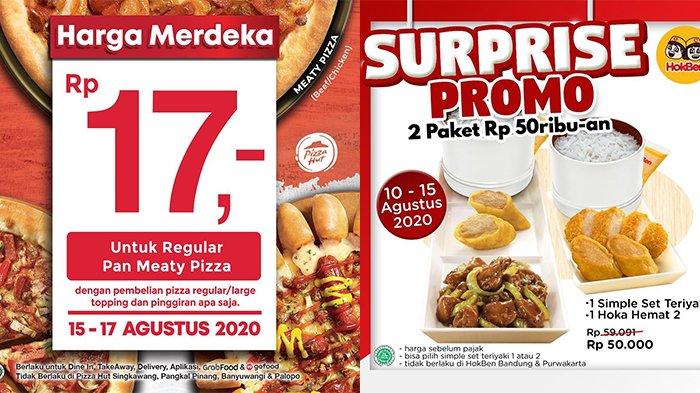 Harga Merdeka
Rp 17,-
Untuk Regular
Pan Meaty Pizza
dengan pembelian pizza regular/large
topping dan pinggiran apa saja.
15 - 17 AGUSTUS 2020
MEATY PIZZA
(Beef/Chicken)
Pizza
Hut
Berlaku untuk Dine In, TakeAway, Delivery, Aplikasi, GrabFood & gofood
Tidak Berlaku di Pizza Hut Singkawang, Pangkal Pinang, Banyuwangi & Palopo
SURPRISE
PROMO
2 Paket Rp 50ribu-an
HokBen
10 - 15
Agustus
2020
-1 Simple Set Teriya
-1 Hoka Hemat 2
Rp. 59.091
Rp 50.000
- harga sebelum pajak
- bisa pilih simple set teriyaki 1 atau 2
- tidak berlaku di HokBen Bandung & Purwakarta